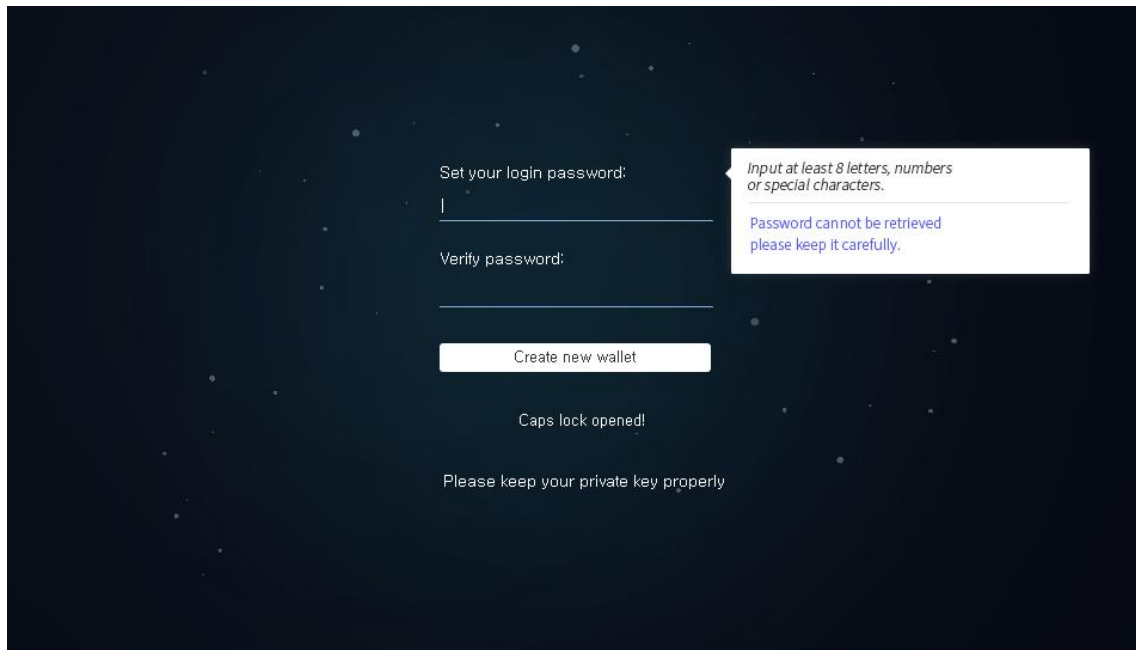 Set your login password:
Input at least 8 letters, numbers
or special characters.
Password cannot be retrieved
please keep it carefully.
Verify password:
Create new wallet
Caps lock opened!
Please keep your private key properly